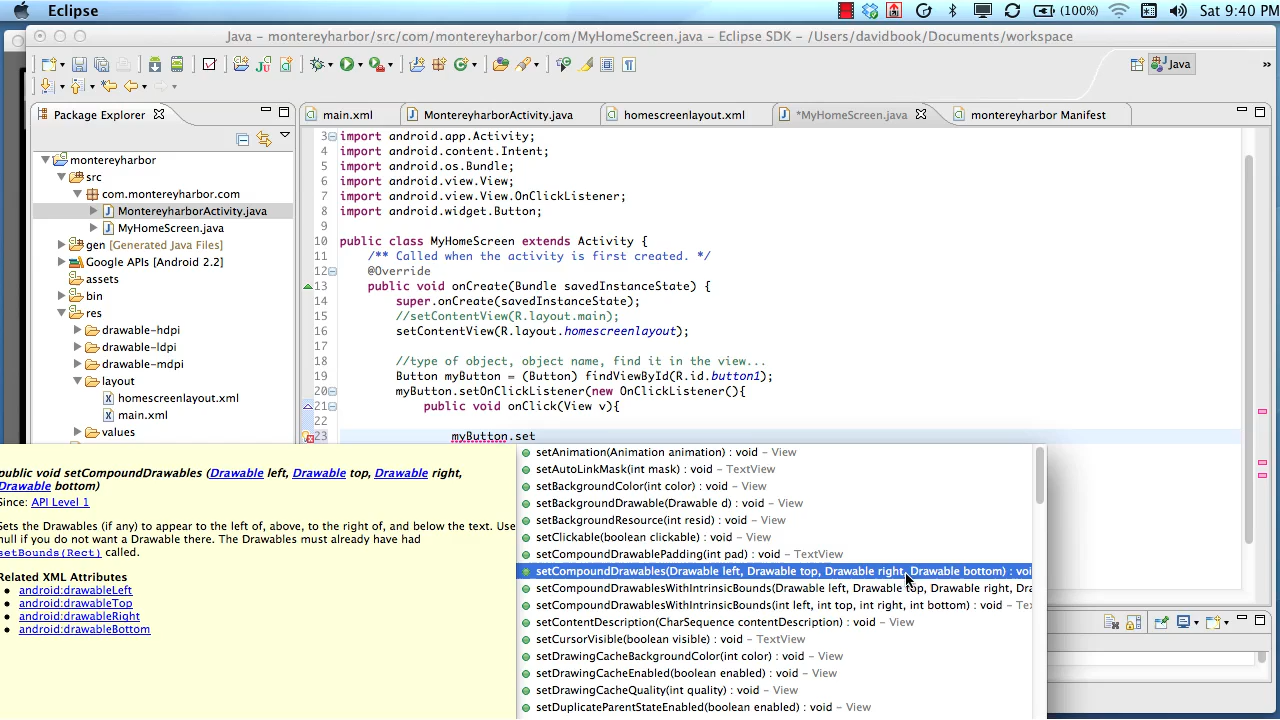 Eclipse
(100%)
Sat 9:40 PM
Java – montereyharbor/src/com/montereyharbor/com/MyHomeScreen.java – Eclipse SDK – /Users/davidbook/Documents/workspace
Java
»
Package Explorer
main.xml
MontereyharborActivity.java
homescreenlayout.xml
*MyHomeScreen.java
montereyharbor Manifest
montereyharbor
src
com.montereyharbor.com
MontereyharborActivity.java
MyHomeScreen.java
gen [Generated Java Files]
Google APIs [Android 2.2]
assets
bin
res
drawable-hdpi
drawable-ldpi
drawable-mdpi
layout
homescreenlayout.xml
main.xml
values
3 import android.app.Activity;
4 import android.content.Intent;
5 import android.os.Bundle;
6 import android.view.View;
7 import android.view.View.OnClickListener;
8 import android.widget.Button;
9
10 public class MyHomeScreen extends Activity {
11 /** Called when the activity is first created. */
12 @Override
13 public void onCreate(Bundle savedInstanceState) {
14 super.onCreate(savedInstanceState);
15 //setContentView(R.layout.main);
16 setContentView(R.layout.homescreenlayout);
17
18 //type of object, object name, find it in the view...
19 Button myButton = (Button) findViewById(R.id.button1);
20 myButton.setOnClickListener(new OnClickListener(){
21 public void onClick(View v){
22
23 myButton.set
public void setCompoundDrawables (Drawable left, Drawable top, Drawable right,
Drawable bottom)
Since: API Level 1
Sets the Drawables (if any) to appear to the left of, above, to the right of, and below the text. Use
null if you do not want a Drawable there. The Drawables must already have had
setBounds(Rect) called.
Related XML Attributes
android:drawableLeft
android:drawableTop
android:drawableRight
android:drawableBottom
setAnimation(Animation animation) : void – View
setAutoLinkMask(int mask) : void – TextView
setBackgroundColor(int color) : void – View
setBackgroundDrawable(Drawable d) : void – View
setBackgroundResource(int resid) : void – View
setClickable(boolean clickable) : void – View
setCompoundDrawablePadding(int pad) : void – TextView
setCompoundDrawables(Drawable left, Drawable top, Drawable right, Drawable bottom) : voi
setCompoundDrawablesWithIntrinsicBounds(Drawable left, Drawable top, Drawable right, Dra
setCompoundDrawablesWithIntrinsicBounds(int left, int top, int right, int bottom) : void – Te
setContentDescription(CharSequence contentDescription) : void – View
setCursorVisible(boolean visible) : void – TextView
setDrawingCacheBackgroundColor(int color) : void – View
setDrawingCacheEnabled(boolean enabled) : void – View
setDrawingCacheQuality(int quality) : void – View
setDuplicateParentStateEnabled(boolean enabled) : void – View